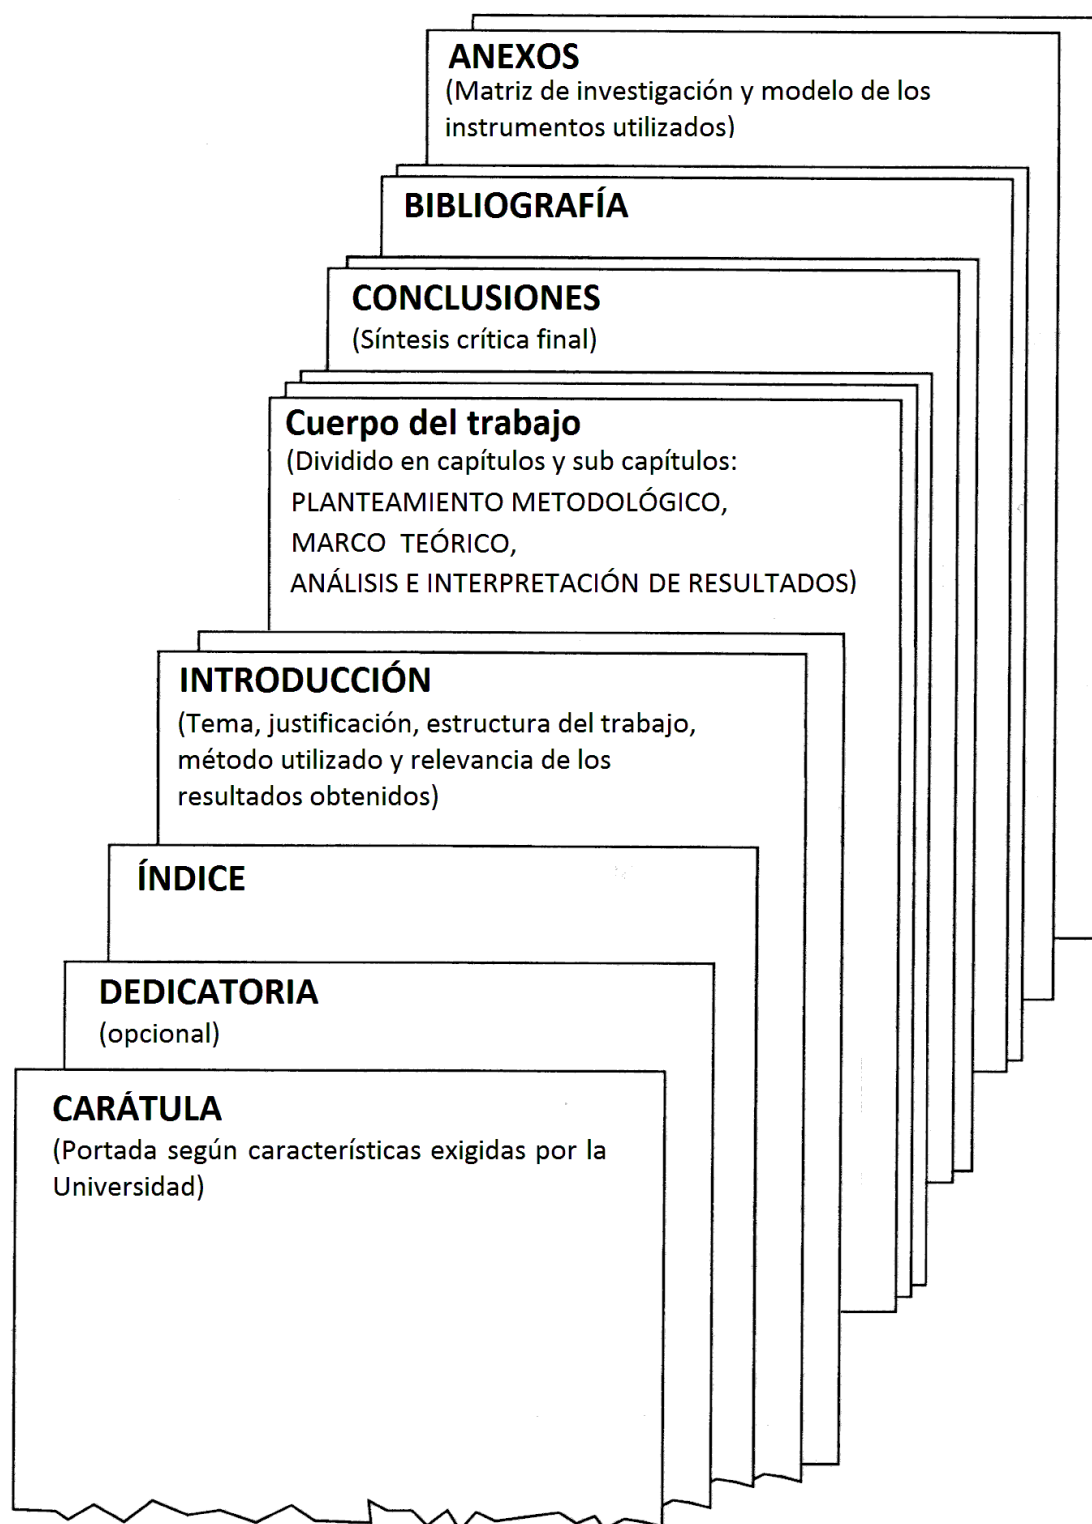 ANEXOS
(Matriz de investigación y modelo de los
instrumentos utilizados)
BIBLIOGRAFÍA
CONCLUSIONES
(Síntesis crítica final)
Cuerpo del trabajo
(Dividido en capítulos y sub capítulos:
PLANTEAMIENTO METODOLÓGICO,
MARCO TEÓRICO,
ANÁLISIS E INTERPRETACIÓN DE RESULTADOS)
INTRODUCCIÓN
(Tema, justificación, estructura del trabajo,
método utilizado y relevancia de los
resultados obtenidos)
ÍNDICE
DEDICATORIA
(opcional)
CARÁTULA
(Portada según características exigidas por la
Universidad)